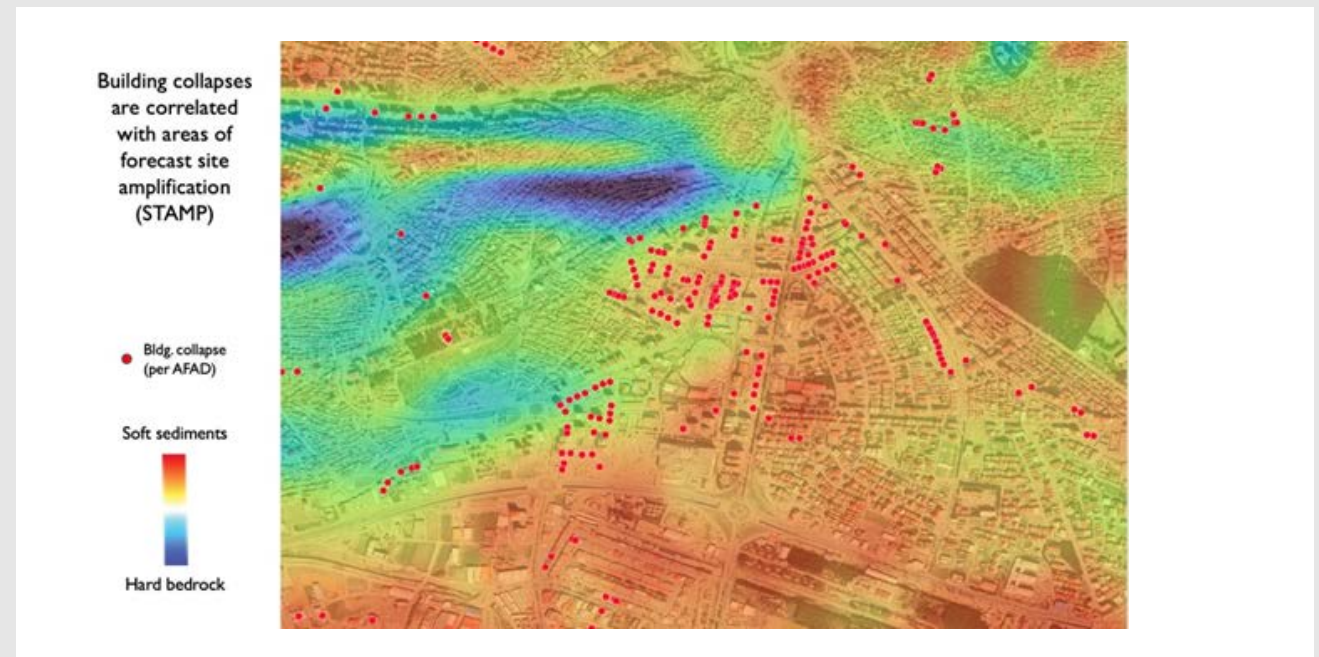 Building collapses
are correlated
with areas of
forecast site
amplification
(STAMP)
Bldg. collapse
(per AFAD)
Soft sediments
Hard bedrock